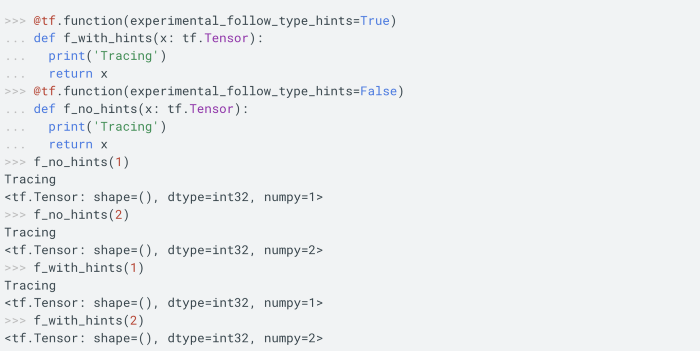 >>> @tf.function(experimental_follow_type_hints=True)
... def f_with_hints(x: tf.Tensor):
...   print('Tracing')
...   return x
>>> @tf.function(experimental_follow_type_hints=False)
... def f_no_hints(x: tf.Tensor):
...   print('Tracing')
...   return x
>>> f_no_hints(1)
Tracing
<tf.Tensor: shape=(), dtype=int32, numpy=1>
>>> f_no_hints(2)
Tracing
<tf.Tensor: shape=(), dtype=int32, numpy=2>
>>> f_with_hints(1)
Tracing
<tf.Tensor: shape=(), dtype=int32, numpy=1>
>>> f_with_hints(2)
<tf.Tensor: shape=(), dtype=int32, numpy=2>